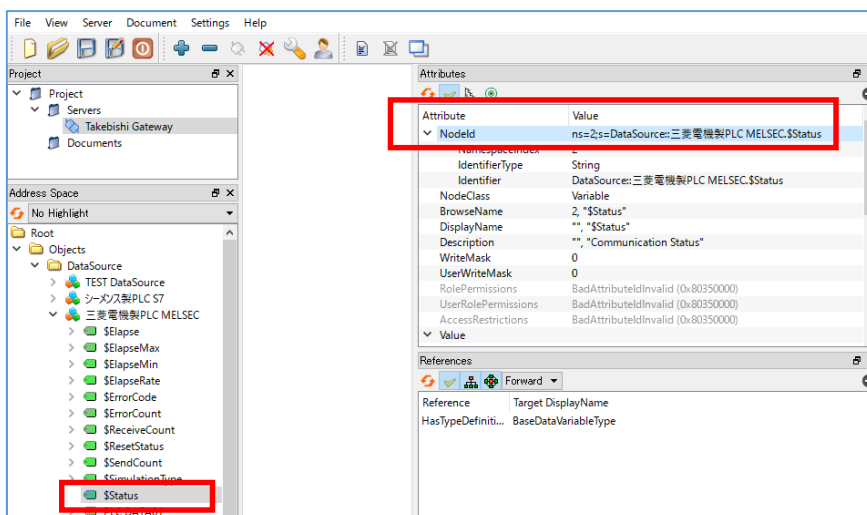 File View Server Document Settings Help
Project
Project
Servers
Takebishi Gateway
Documents
Address Space
No Highlight
Root
Objects
DataSource
TEST DataSource
シーメンス製PLC S7
三菱電機製PLC MELSEC
$Elapse
$ElapseMax
$ElapseMin
$ElapseRate
$ErrorCode
$ErrorCount
$ReceiveCount
$ResetStatus
$SendCount
$SimulationType
$Status
PLC DATA01
Attributes
Attribute Value
NodeId ns=2;s=DataSource::三菱電機製PLC MELSEC.$Status
NamespaceIndex 2
IdentifierType String
Identifier DataSource::三菱電機製PLC MELSEC.$Status
NodeClass Variable
BrowseName 2, "$Status"
DisplayName "", "$Status"
Description "", "Communication Status"
WriteMask 0
UserWriteMask 0
RolePermissions BadAttributeIdInvalid (0x80350000)
UserRolePermissions BadAttributeIdInvalid (0x80350000)
AccessRestrictions BadAttributeIdInvalid (0x80350000)
Value
References
Forward
Reference Target DisplayName
HasTypeDefiniti... BaseDataVariableType